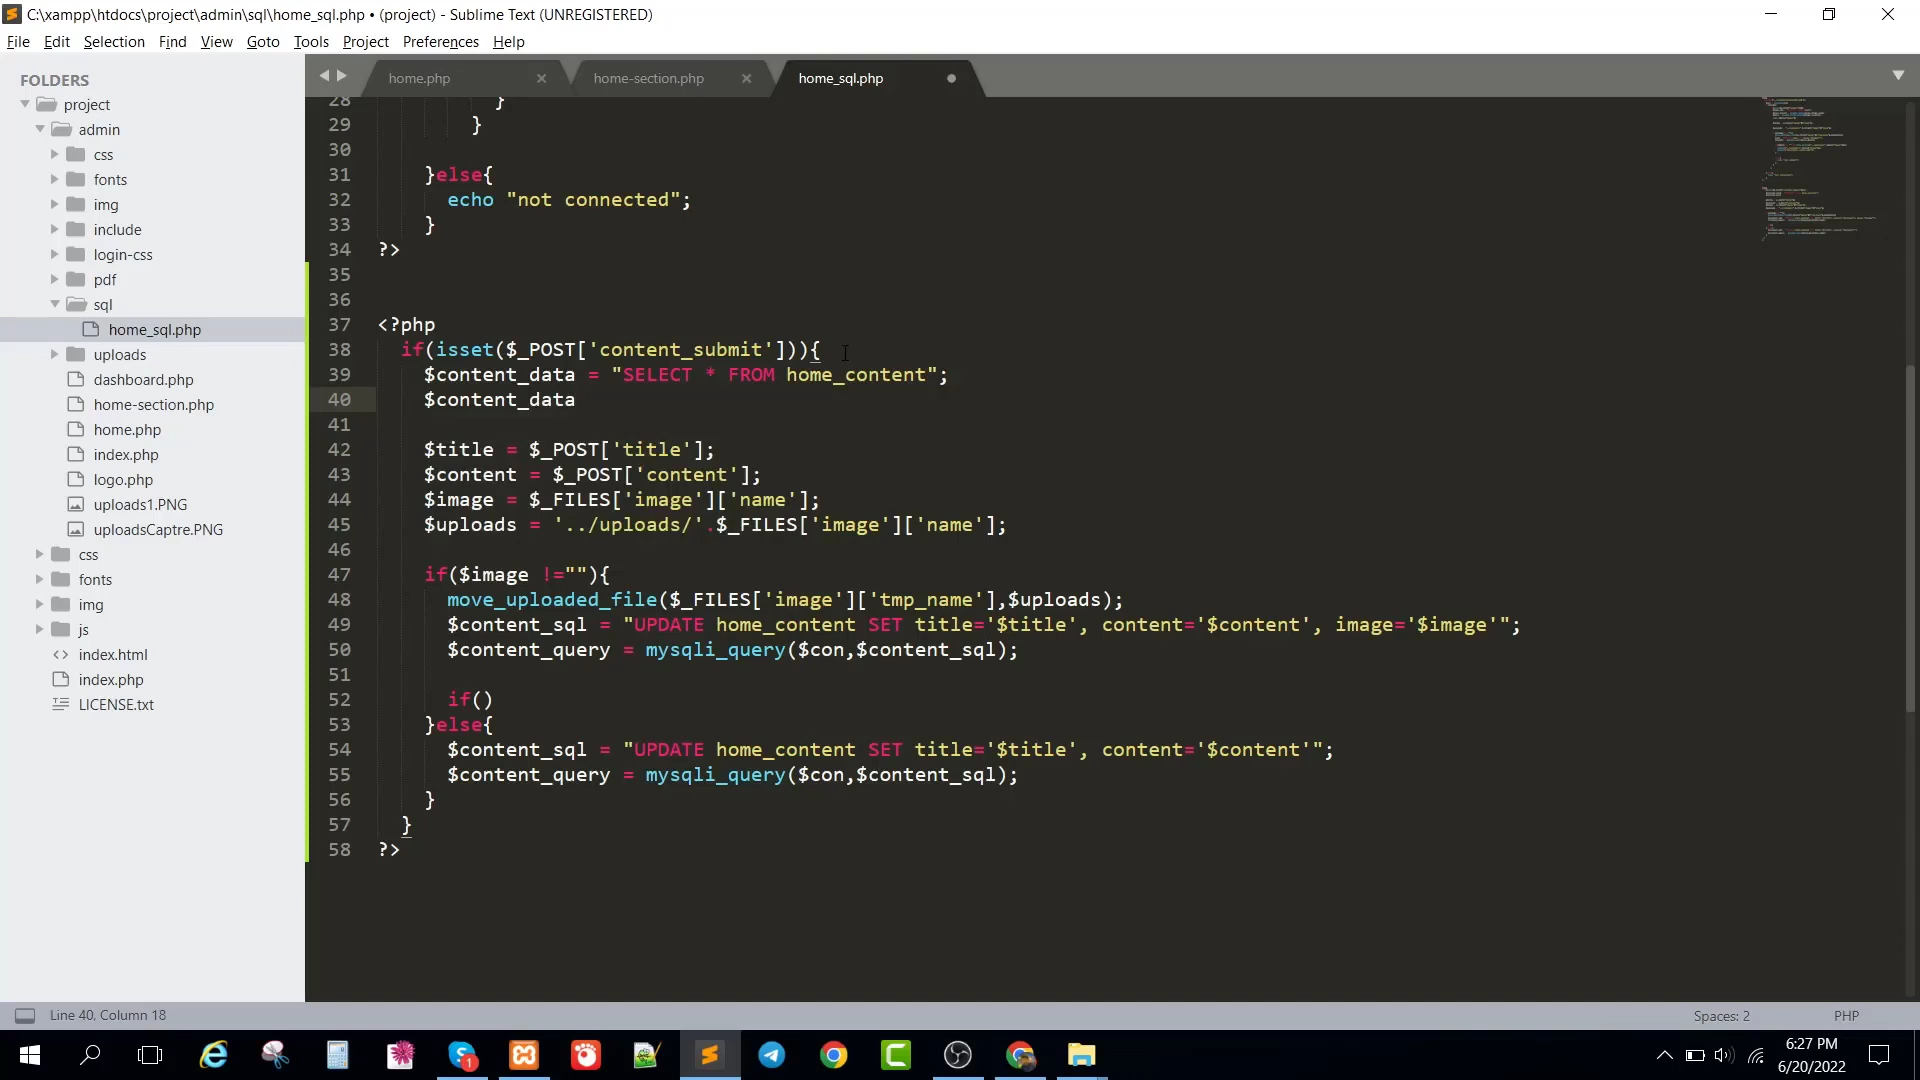 C:\xampp\htdocs\project\admin\sql\home_sql.php • (project) - Sublime Text (UNREGISTERED)
File Edit Selection Find View Goto Tools Project Preferences Help
FOLDERS
project
admin
css
fonts
img
include
login-css
pdf
sql
home_sql.php
uploads
dashboard.php
home-section.php
home.php
index.php
logo.php
uploads1.PNG
uploadsCaptre.PNG
css
fonts
img
js
index.html
index.php
LICENSE.txt
home.php home-section.php home_sql.php
28 }
29 }
30
31 }else{
32 echo "not connected";
33 }
34 ?>
35
36
37 <?php
38 if(isset($_POST['content_submit'])){
39 $content_data = "SELECT * FROM home_content";
40 $content_data
41
42 $title = $_POST['title'];
43 $content = $_POST['content'];
44 $image = $_FILES['image']['name'];
45 $uploads = '../uploads/'.$_FILES['image']['name'];
46
47 if($image !=""){
48 move_uploaded_file($_FILES['image']['tmp_name'],$uploads);
49 $content_sql = "UPDATE home_content SET title='$title', content='$content', image='$image'";
50 $content_query = mysqli_query($con,$content_sql);
51
52 if()
53 }else{
54 $content_sql = "UPDATE home_content SET title='$title', content='$content'";
55 $content_query = mysqli_query($con,$content_sql);
56 }
57 }
58 ?>
Line 40, Column 18
Spaces: 2 PHP
6:27 PM
6/20/2022